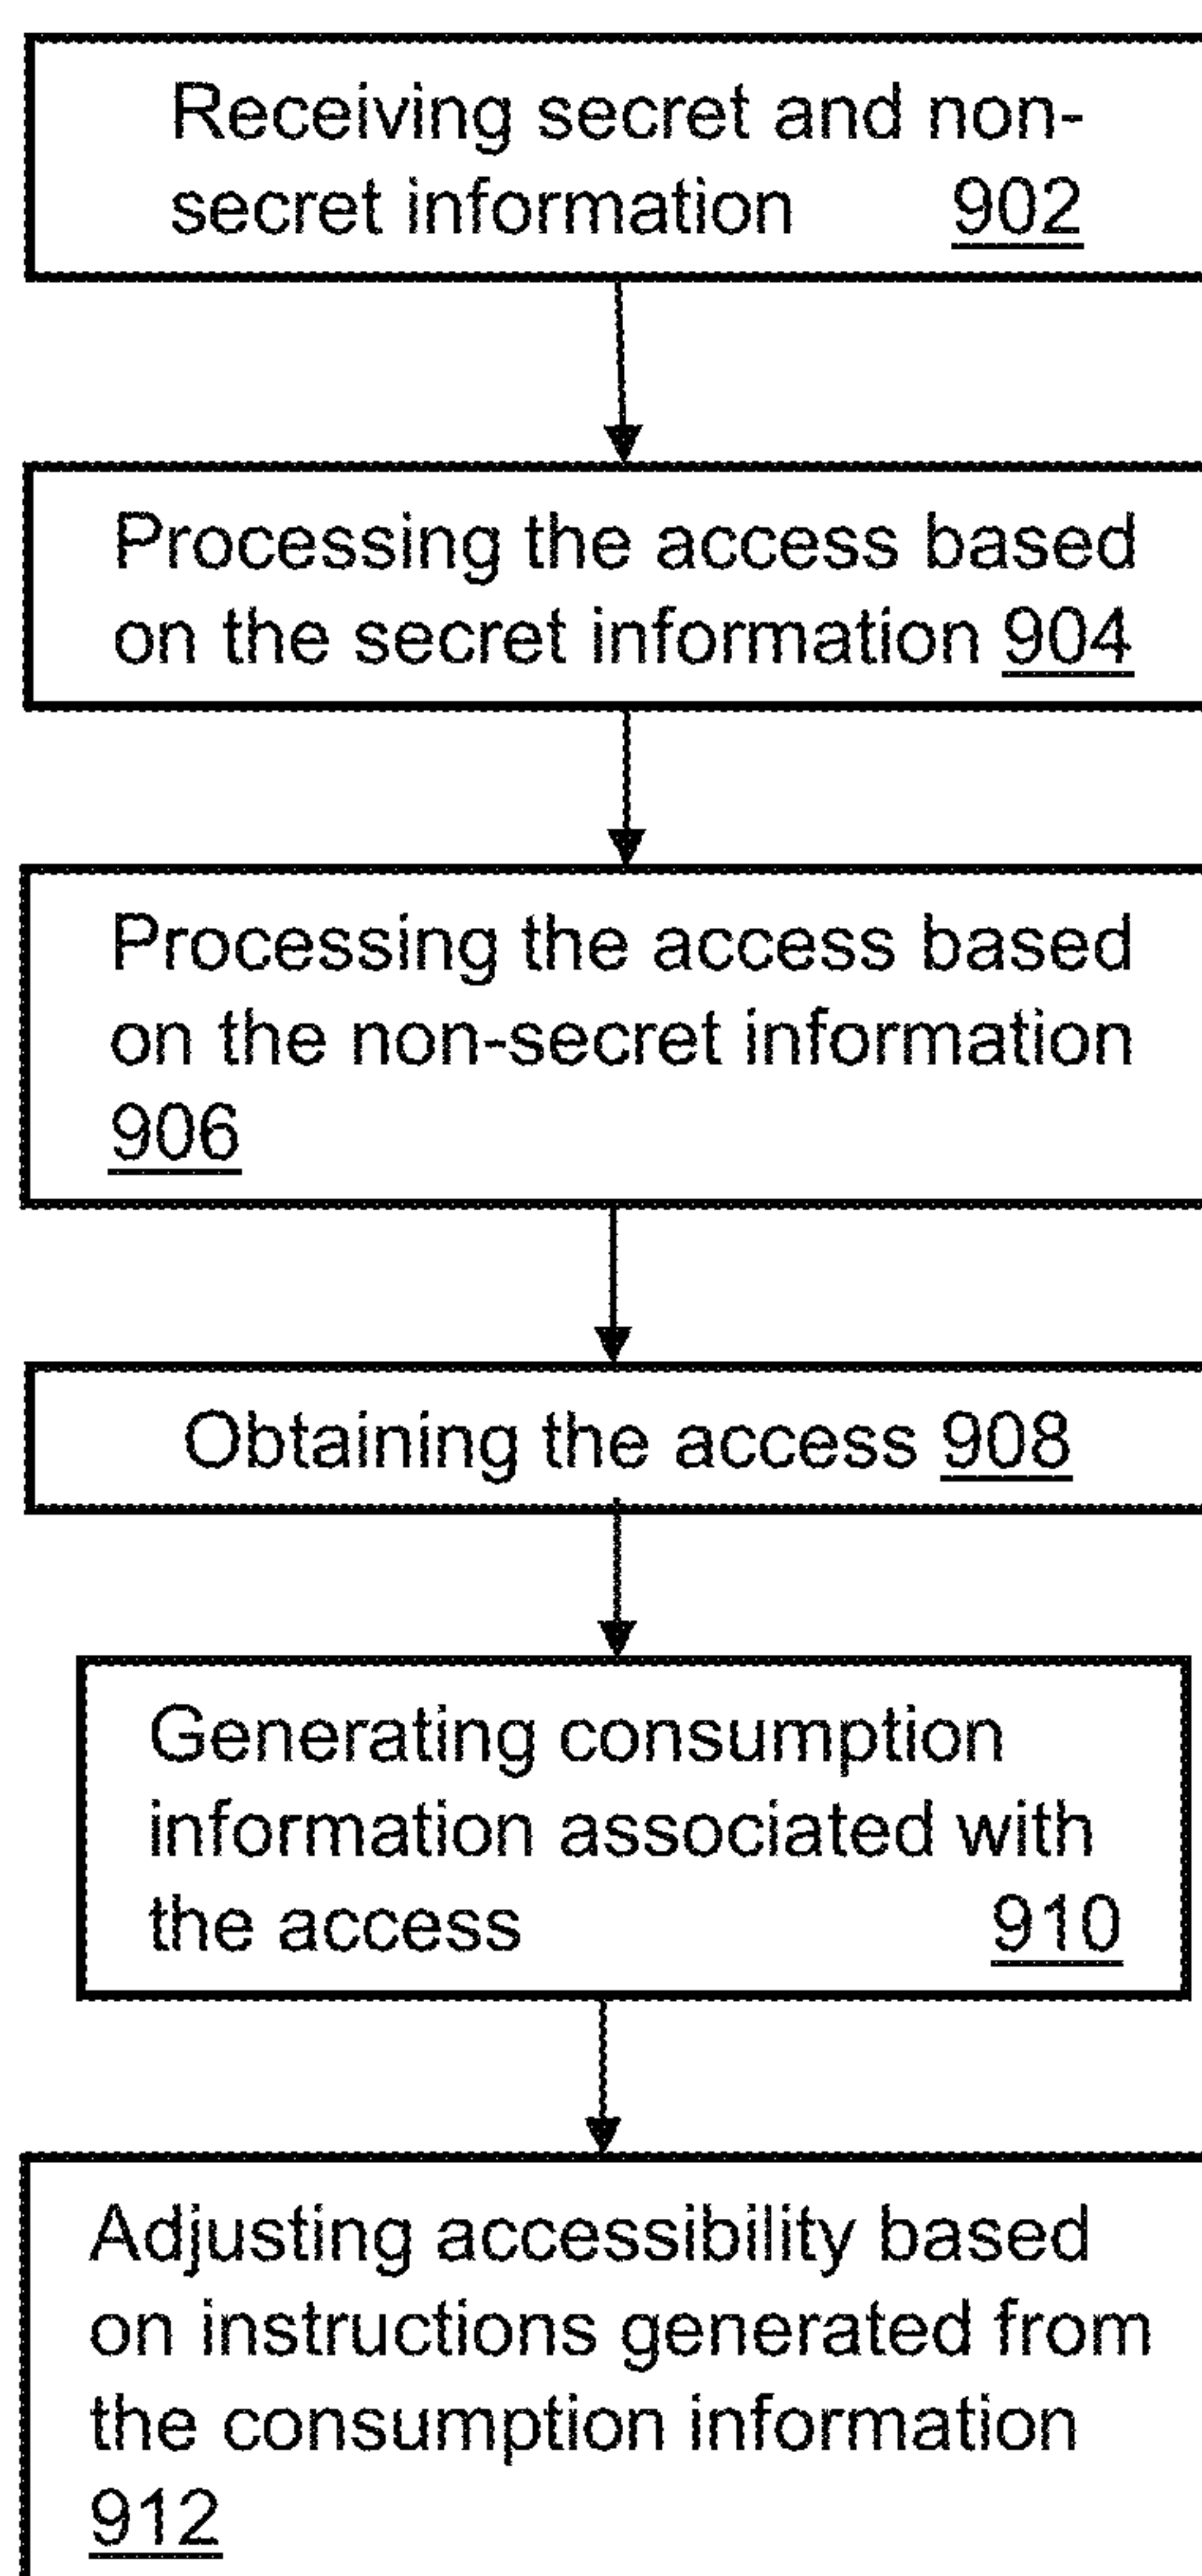 Receiving secret and non-
secret information 902
Processing the access based
on the secret information 904
Processing the access based
on the non-secret information
906
Obtaining the access 908
Generating consumption
information associated with
the access 910
Adjusting accessibility based
on instructions generated from
the consumption information
912